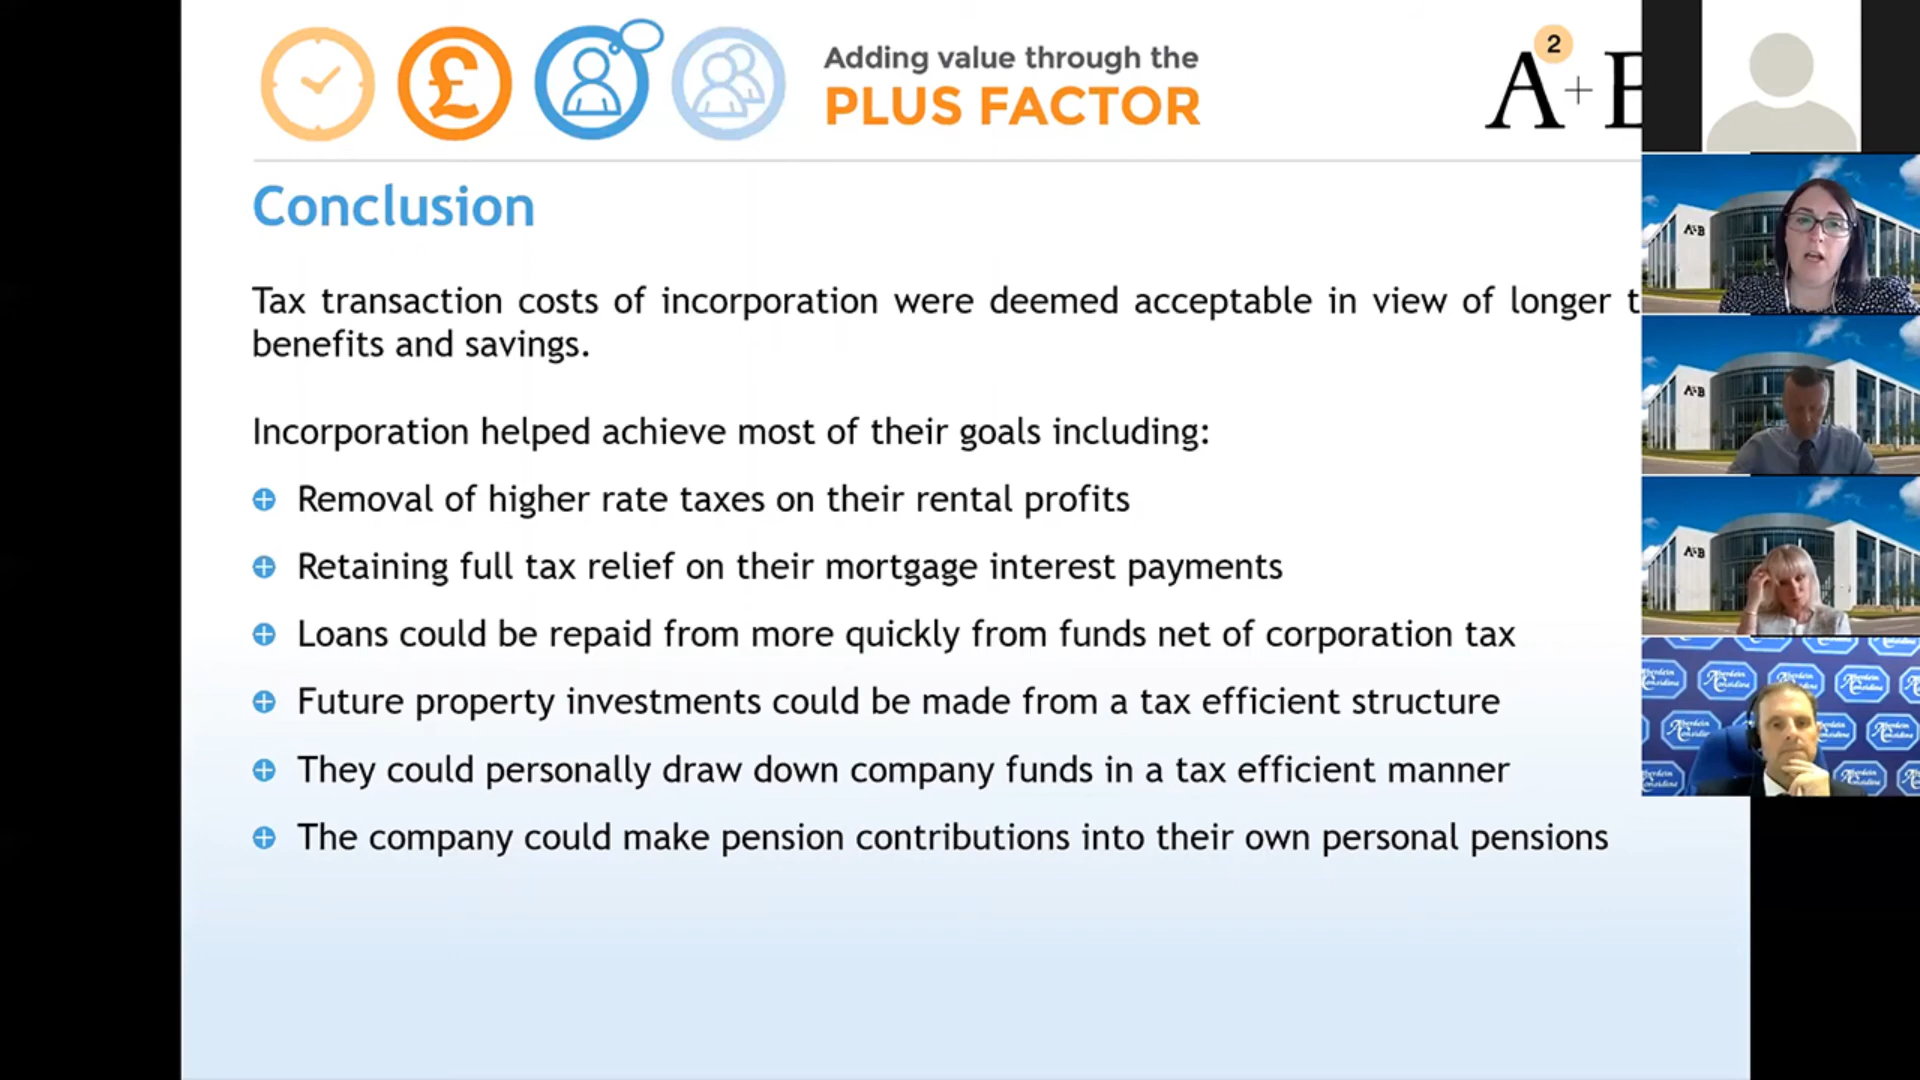 Adding value through the
PLUS FACTOR
2
A+B
Conclusion
Tax transaction costs of incorporation were deemed acceptable in view of longer t
benefits and savings.
Incorporation helped achieve most of their goals including:
Removal of higher rate taxes on their rental profits
Retaining full tax relief on their mortgage interest payments
Loans could be repaid from more quickly from funds net of corporation tax
Future property investments could be made from a tax efficient structure
They could personally draw down company funds in a tax efficient manner
The company could make pension contributions into their own personal pensions
A+B
A+B
A+B
Aberdein
Considine